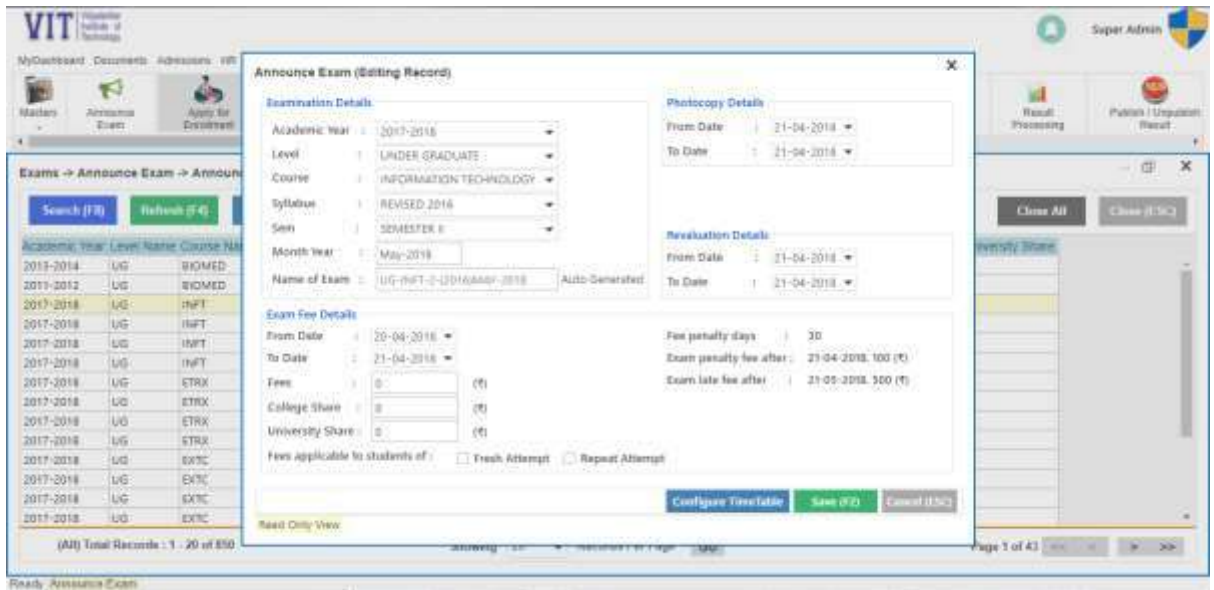 VIT
Super Admin
MyDashboard Documents Admissions HR
Masters
Announce Exam
Apply for Enrolment
Result Processing
Publish / Unpublish Result
Exams -> Announce Exam -> Announ
Search (F3)
Refresh (F4)
Close All
Close (ESC)
Academic Year Level Name Course Na
University Share
2013-2014 UG BIOMED
2011-2012 UG BIOMED
2017-2018 UG INFT
2017-2018 UG INFT
2017-2018 UG INFT
2017-2018 UG INFT
2017-2018 UG ETRX
2017-2018 UG ETRX
2017-2018 UG ETRX
2017-2018 UG ETRX
2017-2018 UG EXTC
2017-2018 UG EXTC
2017-2018 UG EXTC
2017-2018 UG EXTC
(All) Total Records : 1 - 20 of 850
Page 1 of 43 << < > >>
Ready Announce Exam
Announce Exam (Editing Record)
Examination Details
Academic Year : 2017-2018
Level : UNDER GRADUATE
Course : INFORMATION TECHNOLOGY
Syllabus : REVISED 2016
Sem : SEMESTER II
Month Year : May-2018
Name of Exam : Auto Generated
Photocopy Details
From Date : 21-04-2018
To Date : 21-04-2018
Revaluation Details
From Date : 21-04-2018
To Date : 21-04-2018
Exam Fee Details
From Date : 20-04-2018
To Date : 21-04-2018
Fees : 0 (₹)
College Share : 0 (₹)
University Share : 0 (₹)
Fees applicable to students of : Fresh Attempt Repeat Attempt
Fee penalty days : 30
Exam penalty fee after : 21-04-2018, 100 (₹)
Exam late fee after : 21-05-2018, 500 (₹)
Configure TimeTable
Save (F2)
Cancel (ESC)
Read Only View